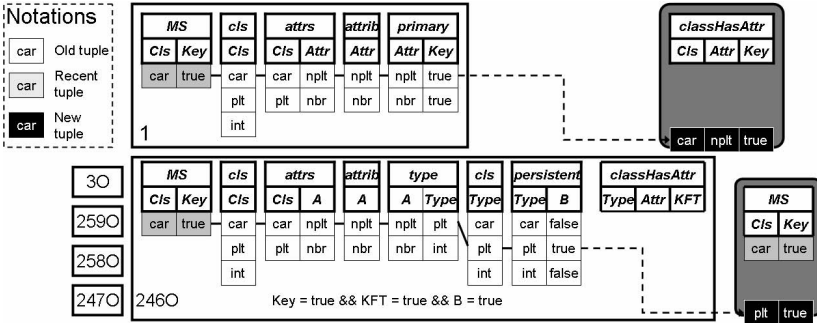 Notations
car Old tuple
car Recent tuple
car New tuple
MS cls attrs attrib primary
Cls Key Cls Cls Attr Attr Attr Key
car true car car nplt nplt nplt true
plt plt nbr nbr nbr true
int
1
classHasAttr
Cls Attr Key
car nplt true
3O
259O
258O
247O
246O
MS cls attrs attrib type cls persistent classHasAttr
Cls Key Cls Cls A A A Type Type Type B Type Attr KFT
car true car car nplt nplt nplt plt car car false
plt plt nbr nbr nbr int plt plt true
int int int false
Key = true && KFT = true && B = true
MS
Cls Key
car true
plt true